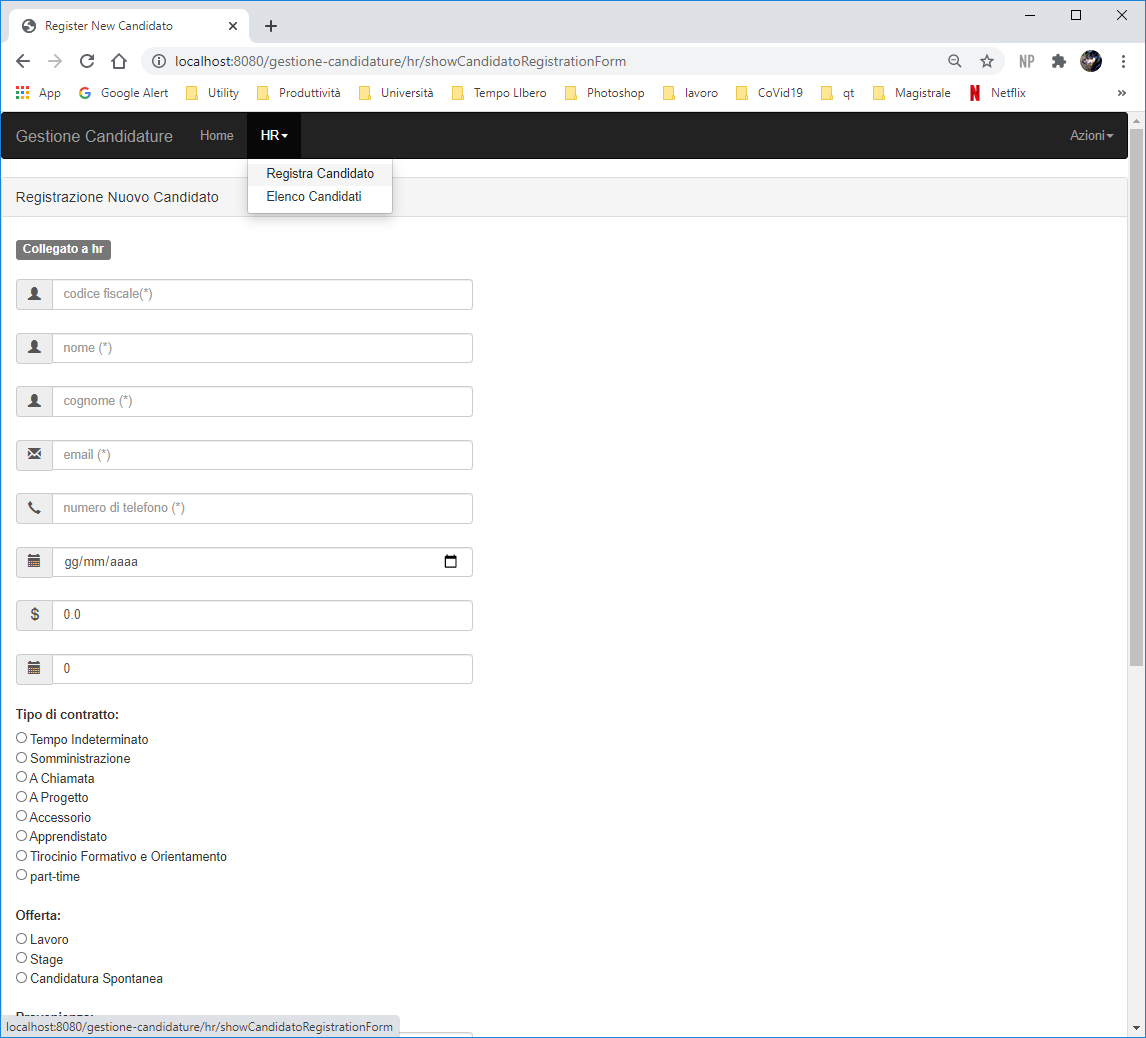 Register New Candidato
localhost:8080/gestione-candidature/hr/showCandidatoRegistrationForm
NP
App Google Alert Utility Produttività Università Tempo LIbero Photoshop lavoro CoVid19 qt Magistrale Netflix »
Gestione Candidature Home HR Azioni
Registra Candidato
Elenco Candidati
Registrazione Nuovo Candidato
Collegato a hr
codice fiscale(*)
nome (*)
cognome (*)
email (*)
numero di telefono (*)
gg/mm/aaaa
$ 0.0
0
Tipo di contratto:
Tempo Indeterminato
Somministrazione
A Chiamata
A Progetto
Accessorio
Apprendistato
Tirocinio Formativo e Orientamento
part-time
Offerta:
Lavoro
Stage
Candidatura Spontanea
localhost:8080/gestione-candidature/hr/showCandidatoRegistrationForm